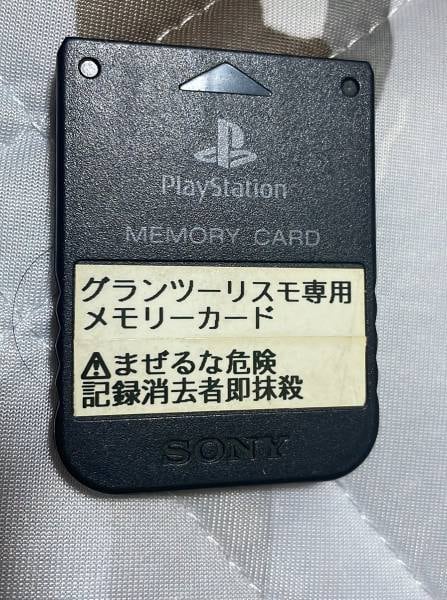 PlayStation
MEMORY CARD
グランツーリスモ専用
メモリーカード
⚠まぜるな危険
記録消去者即抹殺
SONY